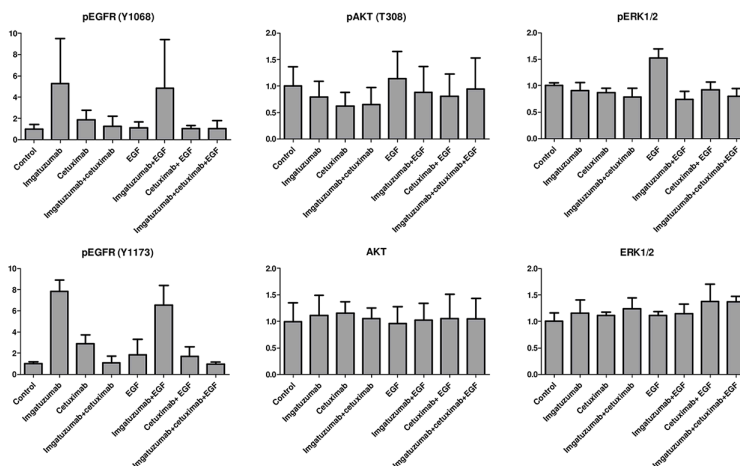 pEGFR (Y1068)
10
8
6
4
2
0
Control
Imgatuzumab
Cetuximab
Imgatuzumab+cetuximab
EGF
Imgatuzumab+EGF
Cetuximab+ EGF
Imgatuzumab+cetuximab+EGF
pAKT (T308)
2.0
1.5
1.0
0.5
0.0
Control
Imgatuzumab
Cetuximab
Imgatuzumab+cetuximab
EGF
Imgatuzumab+EGF
Cetuximab+ EGF
Imgatuzumab+cetuximab+EGF
pERK1/2
2.0
1.5
1.0
0.5
0.0
Control
Imgatuzumab
Cetuximab
Imgatuzumab+cetuximab
EGF
Imgatuzumab+EGF
Cetuximab+ EGF
Imgatuzumab+cetuximab+EGF
pEGFR (Y1173)
10
8
6
4
2
0
Control
Imgatuzumab
Cetuximab
Imgatuzumab+cetuximab
EGF
Imgatuzumab+EGF
Cetuximab+ EGF
Imgatuzumab+cetuximab+EGF
AKT
2.0
1.5
1.0
0.5
0.0
Control
Imgatuzumab
Cetuximab
Imgatuzumab+cetuximab
EGF
Imgatuzumab+EGF
Cetuximab+ EGF
Imgatuzumab+cetuximab+EGF
ERK1/2
2.0
1.5
1.0
0.5
0.0
Control
Imgatuzumab
Cetuximab
Imgatuzumab+cetuximab
EGF
Imgatuzumab+EGF
Cetuximab+ EGF
Imgatuzumab+cetuximab+EGF